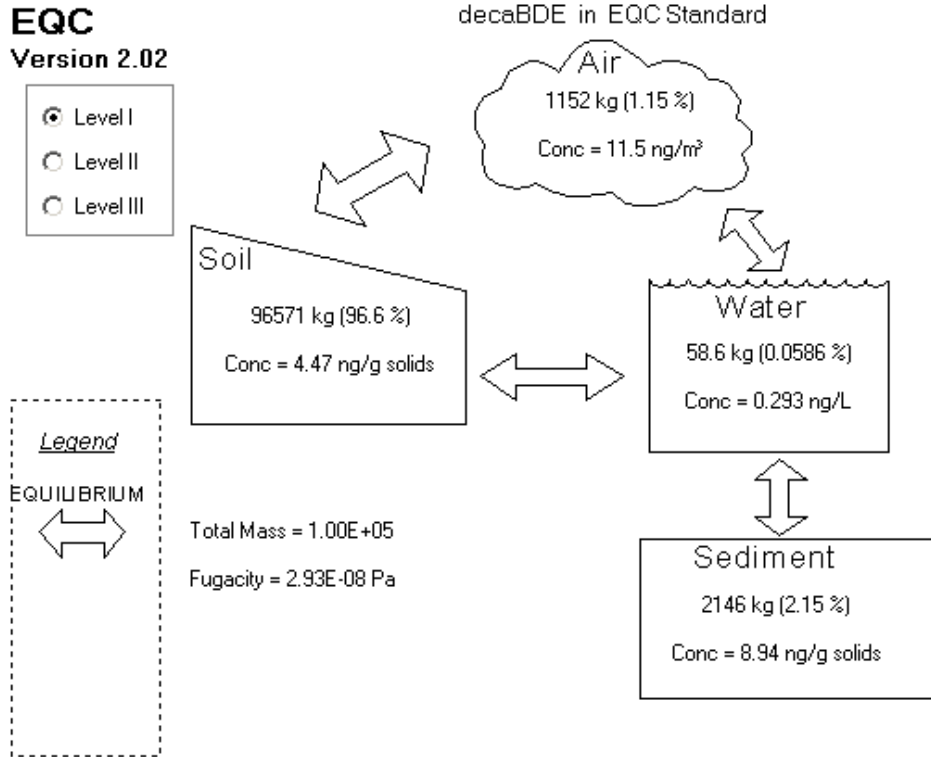 EQC
Version 2.02
decaBDE in EQC Standard
Level I
Level II
Level III
Air
1152 kg (1.15 %)
Conc = 11.5 ng/m³
Soil
96571 kg (96.6 %)
Conc = 4.47 ng/g solids
Water
58.6 kg (0.0586 %)
Conc = 0.293 ng/L
Legend
EQUILIBRIUM
Total Mass = 1.00E+05
Fugacity = 2.93E-08 Pa
Sediment
2146 kg (2.15 %)
Conc = 8.94 ng/g solids